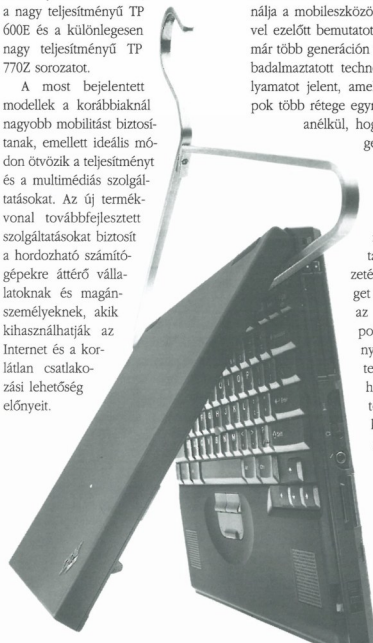 a nagy teljesítményű TP
600E és a különlegesen
nagy teljesítményű TP
770Z sorozatot.
A most bejelentett
modellek a korábbiaknál
nagyobb mobilitást biztosí-
tanak, emellett ideális mó-
don ötvözik a teljesítményt
és a multimédiás szolgál-
tatásokat. Az új termék-
vonal továbbfejlesztett
szolgáltatásokat biztosít
a hordozható számító-
gépekre áttérő válla-
latoknak és magán-
személyeknek, akik
kihasználhatják az
Internet és a kor-
látlan csatlako-
zási lehetőség
előnyeit.
nálja a mobileszközö
vel ezelőtt bemutatot
már több generáción
badalmaztatott techno
lyamatot jelent, amel
pok több rétege egyr
anélkül, hog
ge
zeté
get
az
po
ny
te
h